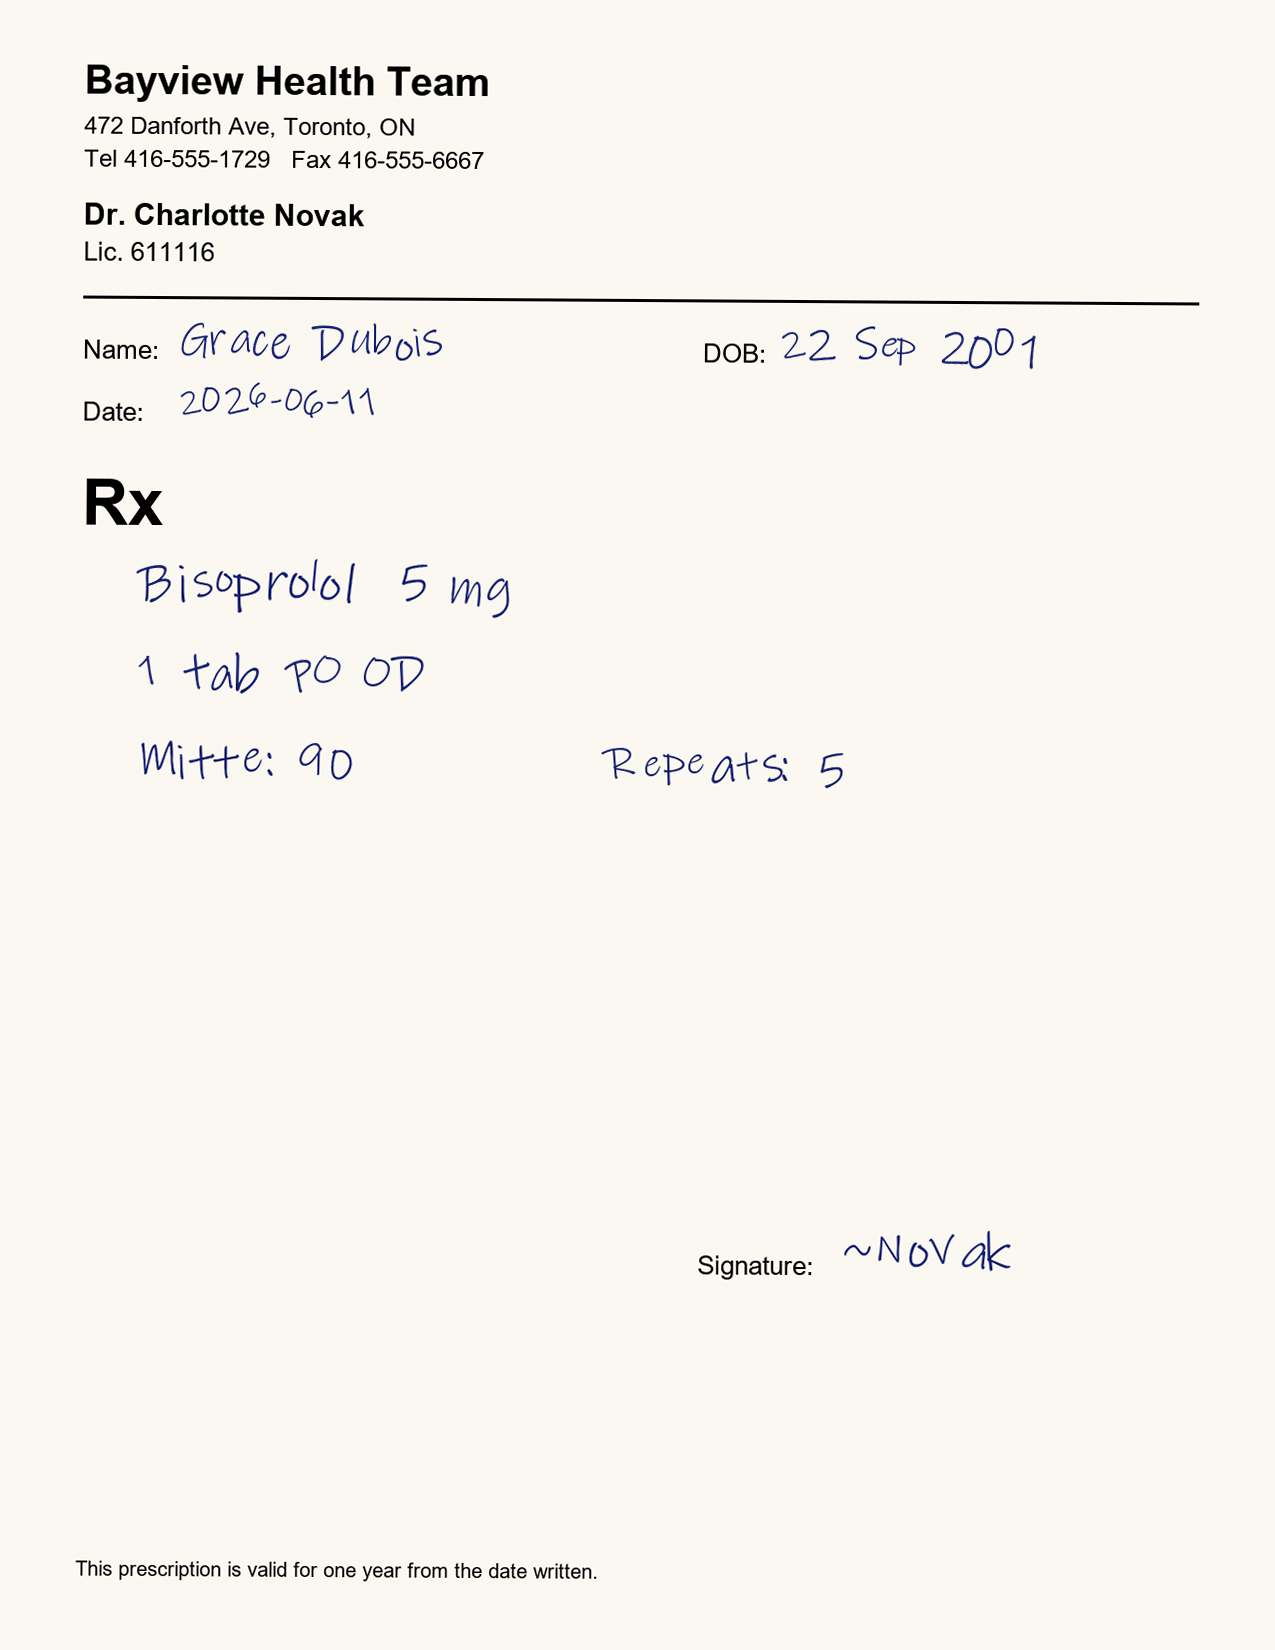 Bayview Health Team
472 Danforth Ave, Toronto, ON
Tel 416-555-1729 Fax 416-555-6667
Dr. Charlotte Novak
Lic. 611116
Name: Grace Dubois DOB: 22 Sep 2001
Date: 2026-06-11
Rx
Bisoprolol 5 mg
1 tab PO OD
Mitte: 90 Repeats: 5
Signature: ~Novak
This prescription is valid for one year from the date written.